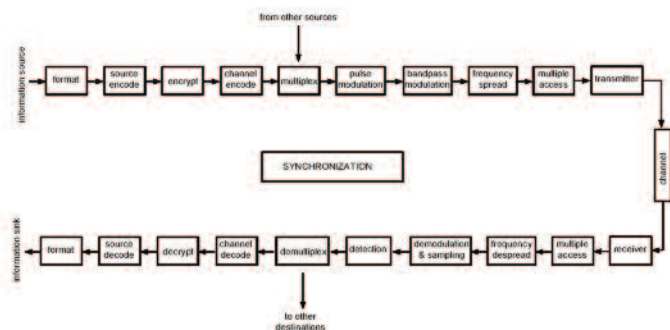 from other sources
information source
format
source
encode
encrypt
channel
encode
multiplex
pulse
modulation
bandpass
modulation
frequency
spread
multiple
access
transmitter
channel
SYNCHRONIZATION
information sink
format
source
decode
decrypt
channel
decode
demultiplex
detection
demodulation
& sampling
frequency
despread
multiple
access
receiver
to other
destinations